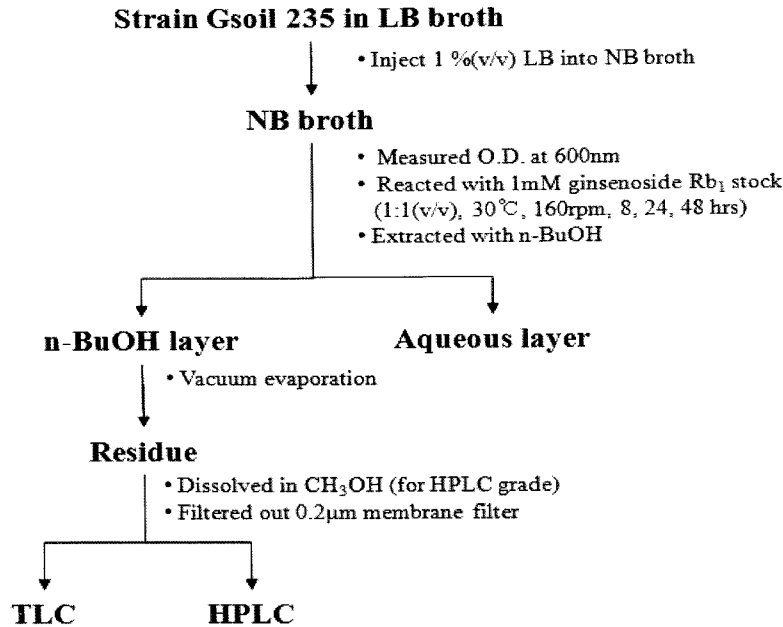 Strain Gsoil 235 in LB broth
• Inject 1 %(v/v) LB into NB broth
NB broth
• Measured O.D. at 600nm
• Reacted with 1mM ginsenoside Rb₁ stock
(1:1(v/v), 30℃, 160rpm, 8, 24, 48 hrs)
• Extracted with n-BuOH
n-BuOH layer
Aqueous layer
• Vacuum evaporation
Residue
• Dissolved in CH₃OH (for HPLC grade)
• Filtered out 0.2μm membrane filter
TLC
HPLC